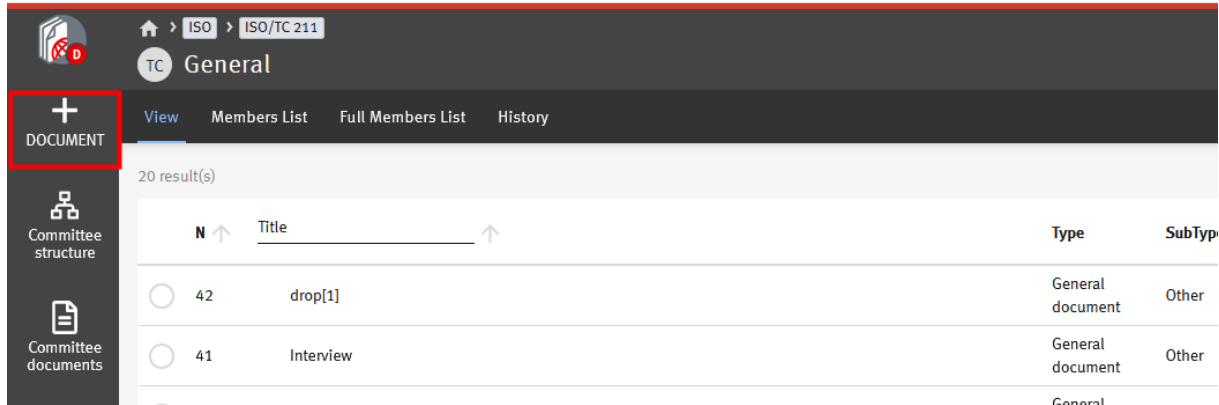 D
ISO
ISO/TC 211
TC General
DOCUMENT
View Members List Full Members List History
20 result(s)
Committee
structure
N Title Type SubType
42 drop[1] General
document Other
41 Interview General
document Other
Committee
documents
General